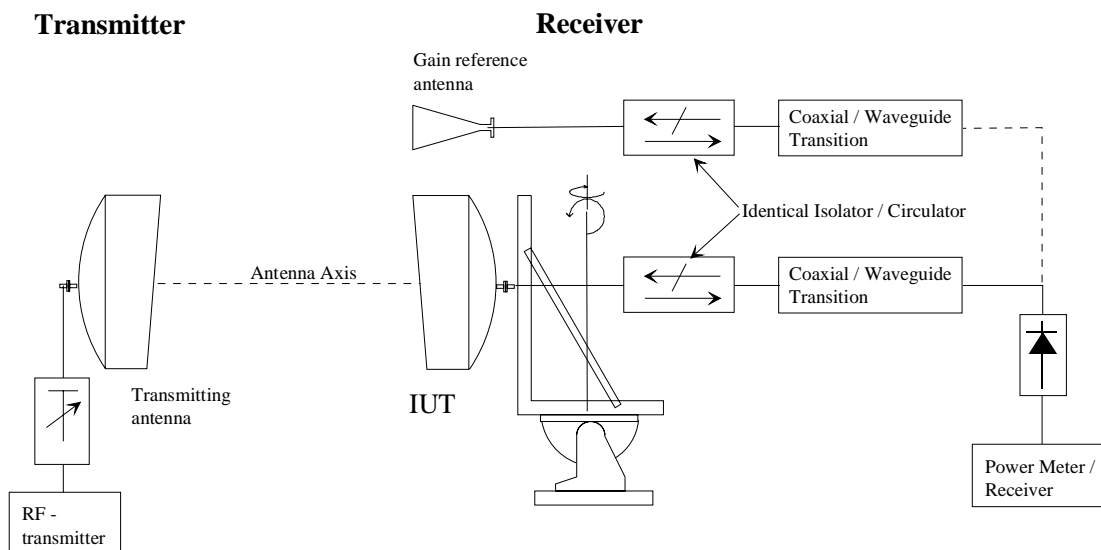 Transmitter
Receiver
Gain reference
antenna
Coaxial / Waveguide
Transition
Identical Isolator / Circulator
Antenna Axis
Coaxial / Waveguide
Transition
Transmitting
antenna
IUT
Power Meter /
Receiver
RF -
transmitter